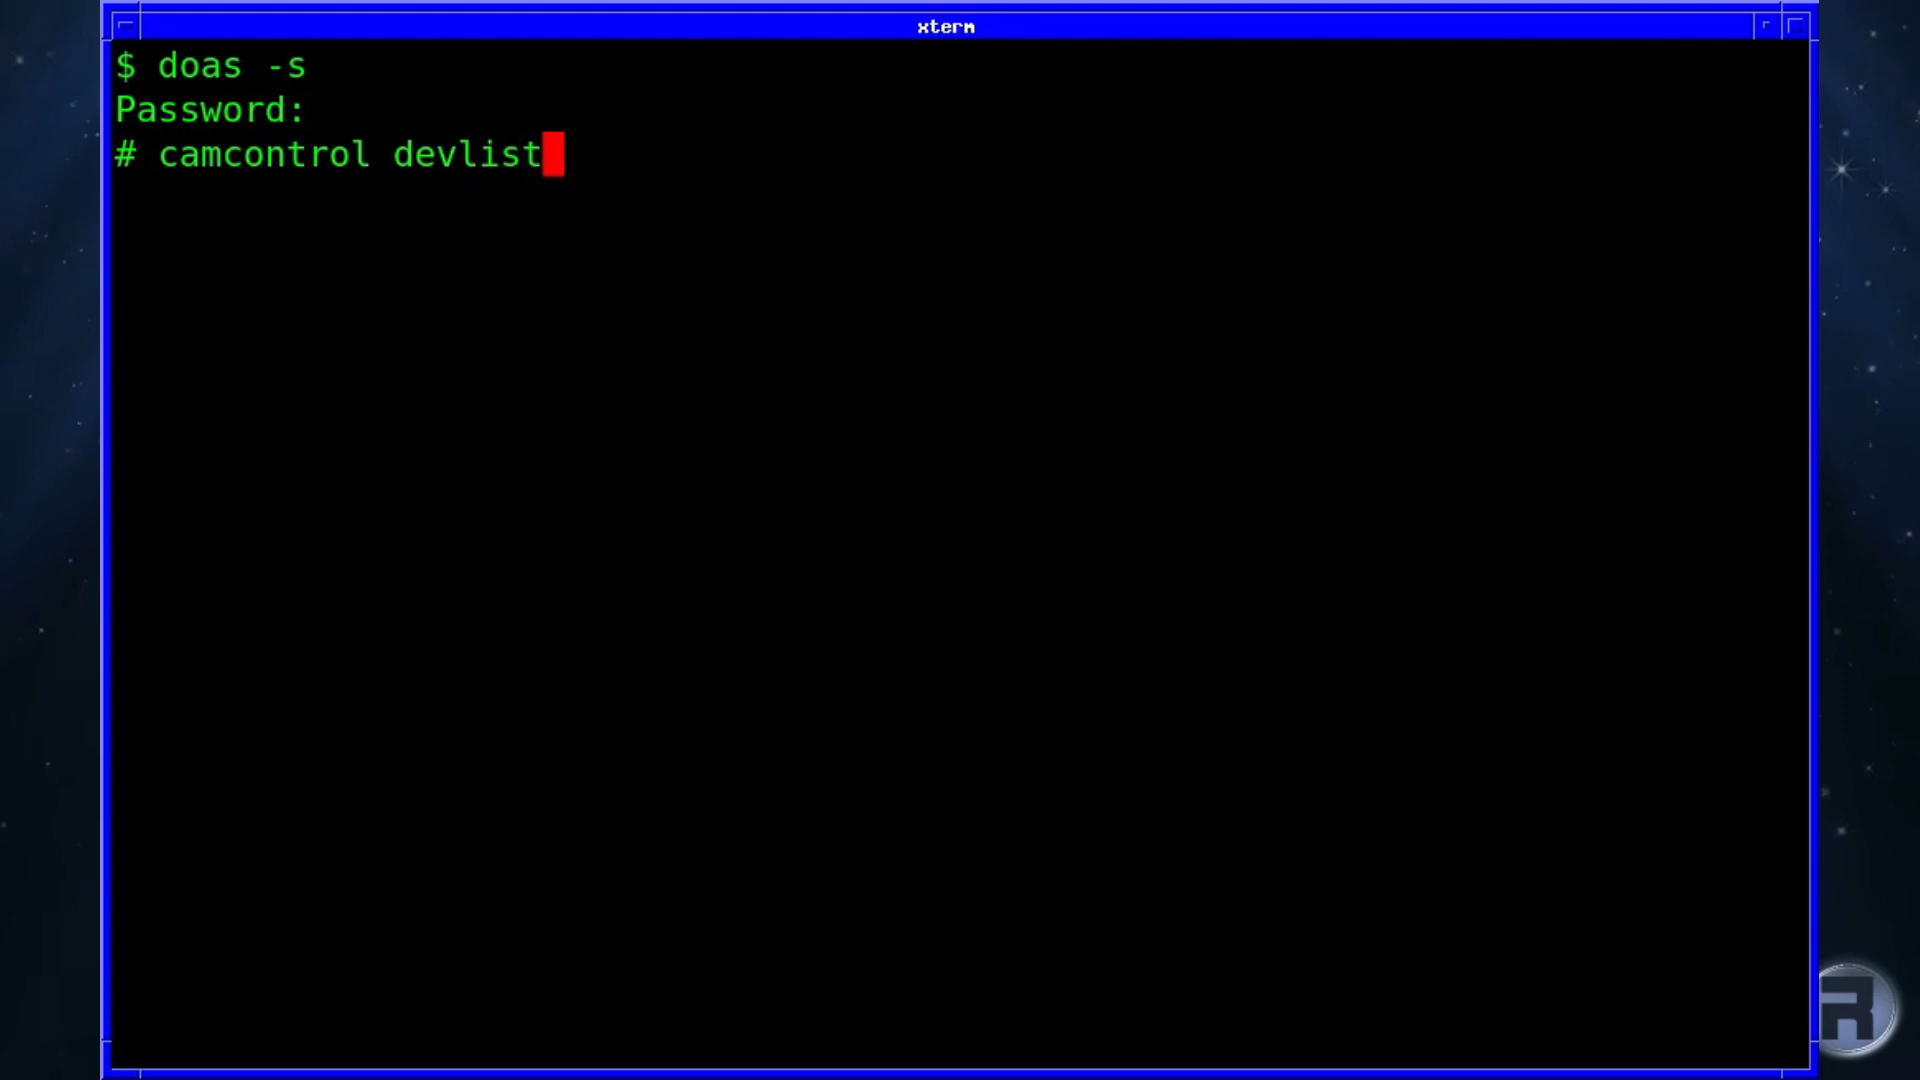 xterm
$ doas -s
Password:
# camcontrol devlist
R